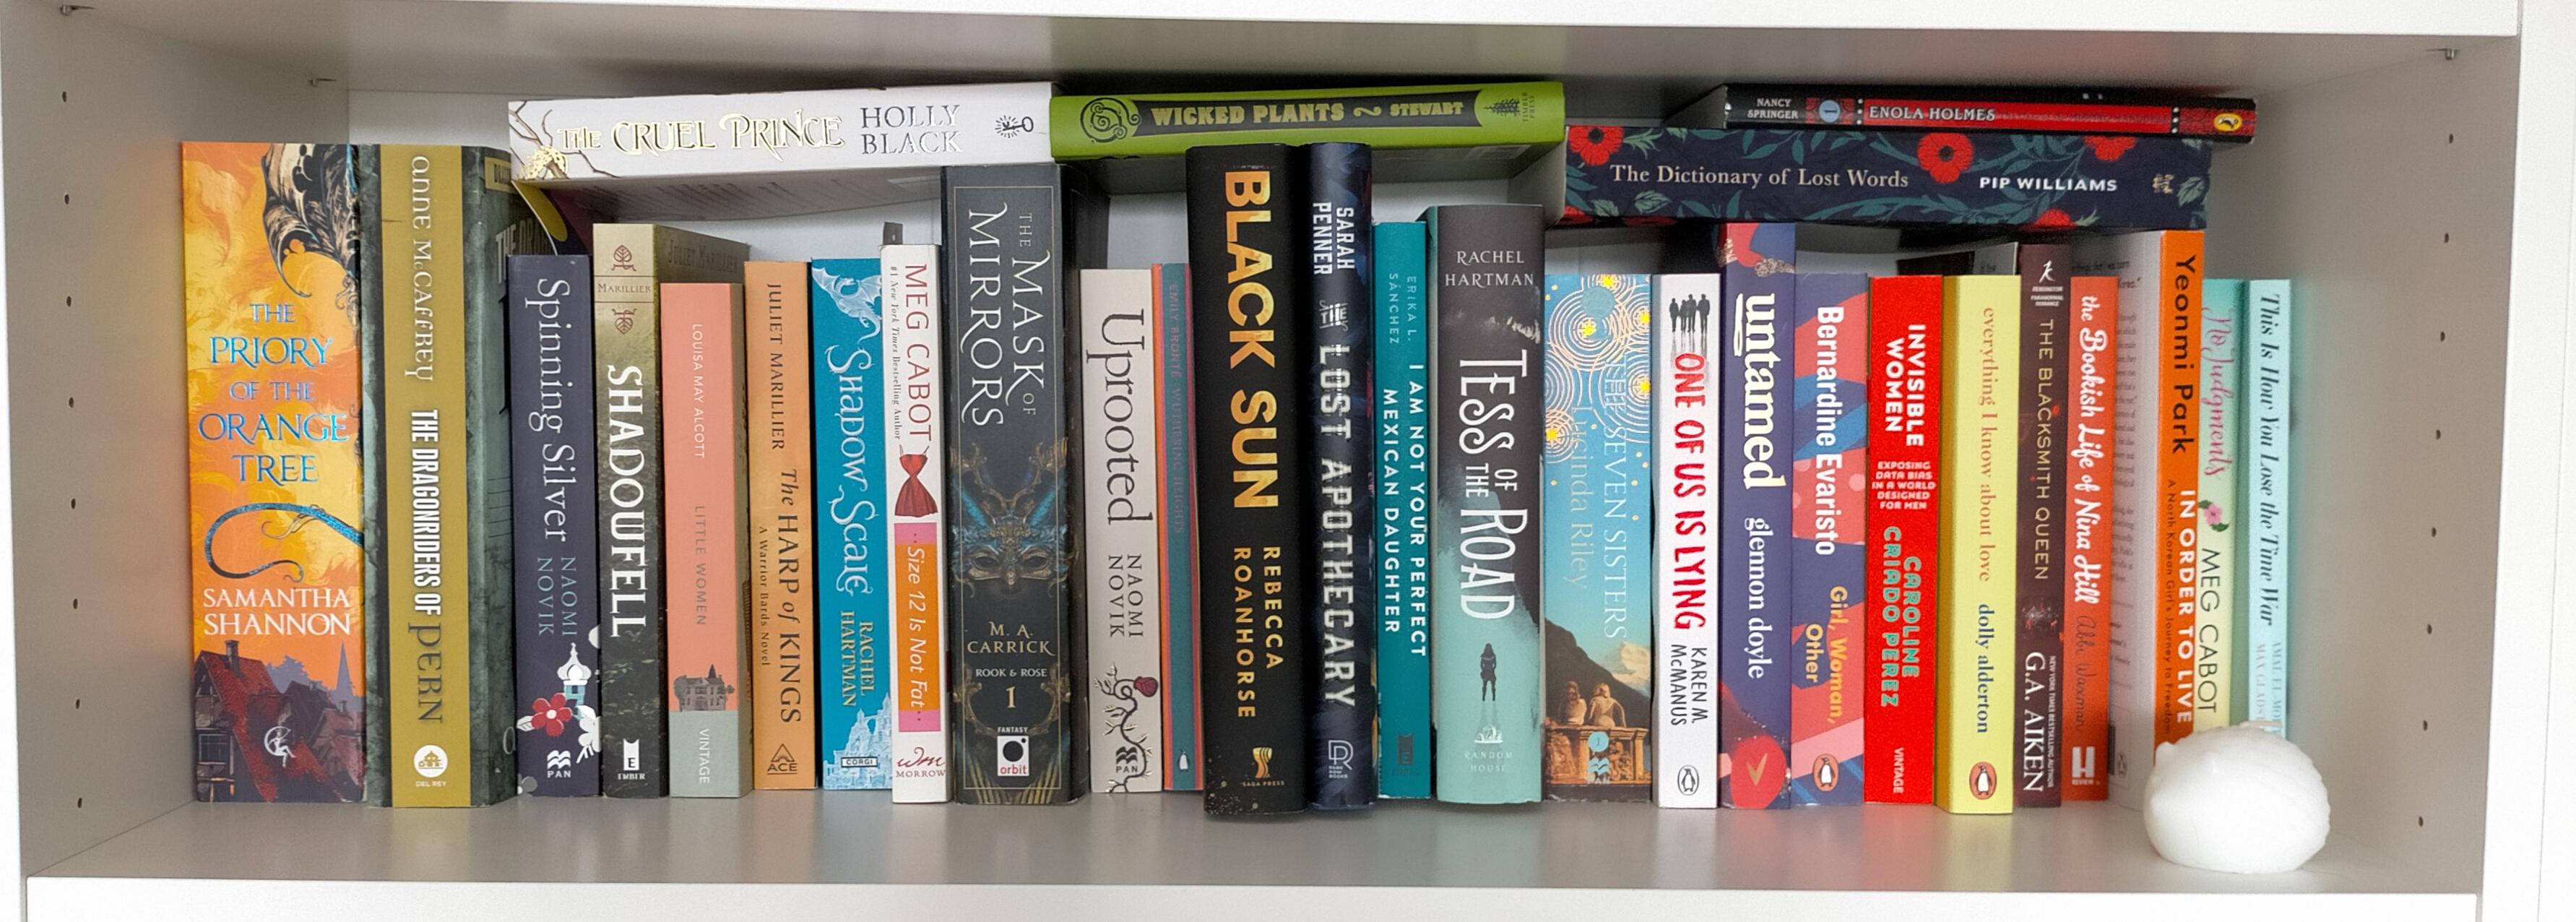 THE CRUEL PRINCE HOLLY BLACK
WICKED PLANTS STEWART
NANCY SPRINGER 1 ENOLA HOLMES
The Dictionary of Lost Words PIP WILLIAMS
THE
PRIORY
OF THE
ORANGE
TREE
SAMANTHA
SHANNON
anne McCAFFREY THE DRAGONRIDERS OF PERN
DEL REY
Spinning Silver
NAOMI
NOVIK
PAN
JULIET MARILLIER
MARILLIER
SHADOWFELL
EMBER
LOUISA MAY ALCOTT LITTLE WOMEN VINTAGE
JULIET MARILLIER The HARP of KINGS
A Warrior Bards Novel
ACE
SHADOW SCALE
RACHEL
HARTMAN
CORGI
MEG CABOT
#1 New York Times Bestselling Author
Size 12 Is Not Fat
wm
MORROW
THE MASK OF
MIRRORS
M. A.
CARRICK
ROOK & ROSE
1
FANTASY
orbit
Uprooted
NAOMI
NOVIK
PAN
EMILY BRONTË WUTHERING HEIGHTS
BLACK SUN
REBECCA
ROANHORSE
SAGA PRESS
SARAH
PENNER
THE LOST APOTHECARY
ERIKA L.
SÁNCHEZ
I AM NOT YOUR PERFECT
MEXICAN DAUGHTER
RACHEL
HARTMAN
TESS OF
THE ROAD
RANDOM
HOUSE
THE SEVEN SISTERS
Lucinda Riley
1
ONE OF US IS LYING
KAREN M.
McMANUS
untamed glennon doyle
Bernardine Evaristo
Girl, Woman,
Other
INVISIBLE
WOMEN
EXPOSING
DATA BIAS
IN A WORLD
DESIGNED
FOR MEN
CAROLINE
CRIADO PEREZ
VINTAGE
everything I know about love dolly alderton
KENSINGTON
PARANORMAL
ROMANCE
THE BLACKSMITH QUEEN
NEW YORK TIMES BESTSELLING AUTHOR
G.A. AIKEN
the Bookish Life of Nina Hill Abbi Waxman
REVIEW
Yeonmi Park IN ORDER TO LIVE
A North Korean Girl's Journey to Freedom
No Judgments
MEG CABOT
This Is How You Lose the Time War